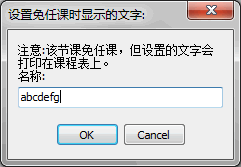 设置免任课时显示的文字:
注意:该节课免任课，但设置的文字会
打印在课程表上。
名称:
abcdefg
OK Cancel